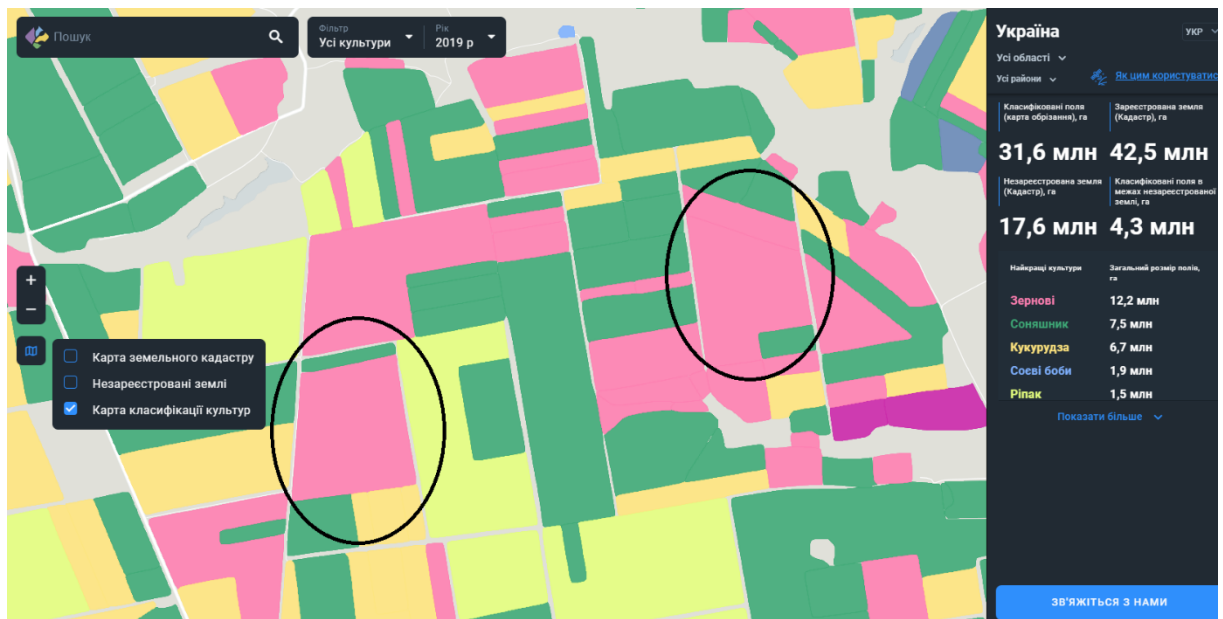 Пошук
Фільтр
Усі культури
Рік
2019 р
Україна
УКР
Усі області
Усі райони
Як цим користуватис
Класифіковані поля
(карта обрізання), га
31,6 млн
Зареєстрована земля
(Кадастр), га
42,5 млн
Незареєстрована земля
(Кадастр), га
17,6 млн
Класифіковані поля в
межах незареєстрованої
землі, га
4,3 млн
Найкращі культури
Загальний розмір полів,
га
Зернові 12,2 млн
Соняшник 7,5 млн
Кукурудза 6,7 млн
Соєві боби 1,9 млн
Ріпак 1,5 млн
Показати більше
ЗВ'ЯЖІТЬСЯ З НАМИ
+
−
Карта земельного кадастру
Незареєстровані землі
Карта класифікації культур